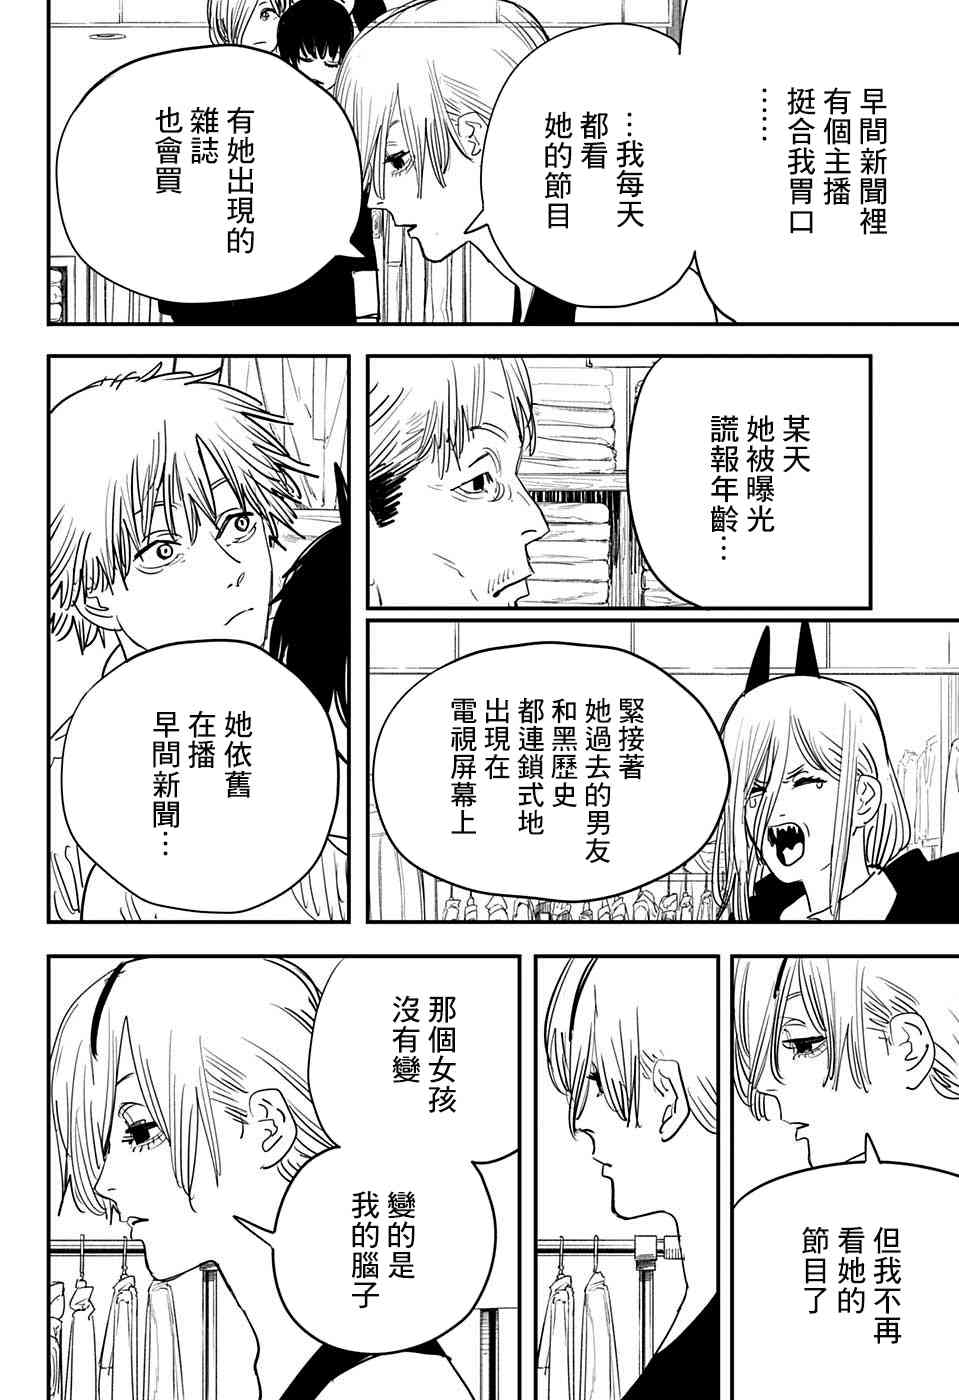 早間新聞裡
有個主播
挺合我胃口
……
…我每天
都看
她的節目
有她出現的
雜誌
也會買
某天
她被曝光
謊報年齡…
緊接著
她過去的男友
和黑歷史
都連鎖式地
出現在
電視屏幕上
她依舊
在播
早間新聞…
但我不再
看她的
節目了
那個女孩
沒有變
變的是
我的腦子